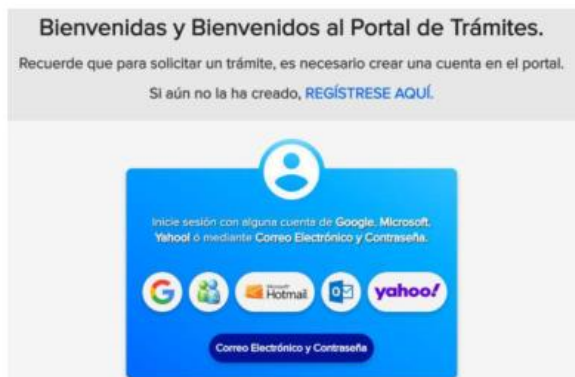 Bienvenidas y Bienvenidos al Portal de Trámites.
Recuerde que para solicitar un trámite, es necesario crear una cuenta en el portal.
Si aún no la ha creado, REGÍSTRESE AQUÍ.
Inicie sesión con alguna cuenta de Google, Microsoft,
Yahoo! ó mediante Correo Electrónico y Contraseña.
G Microsoft Hotmail yahoo!
Correo Electrónico y Contraseña